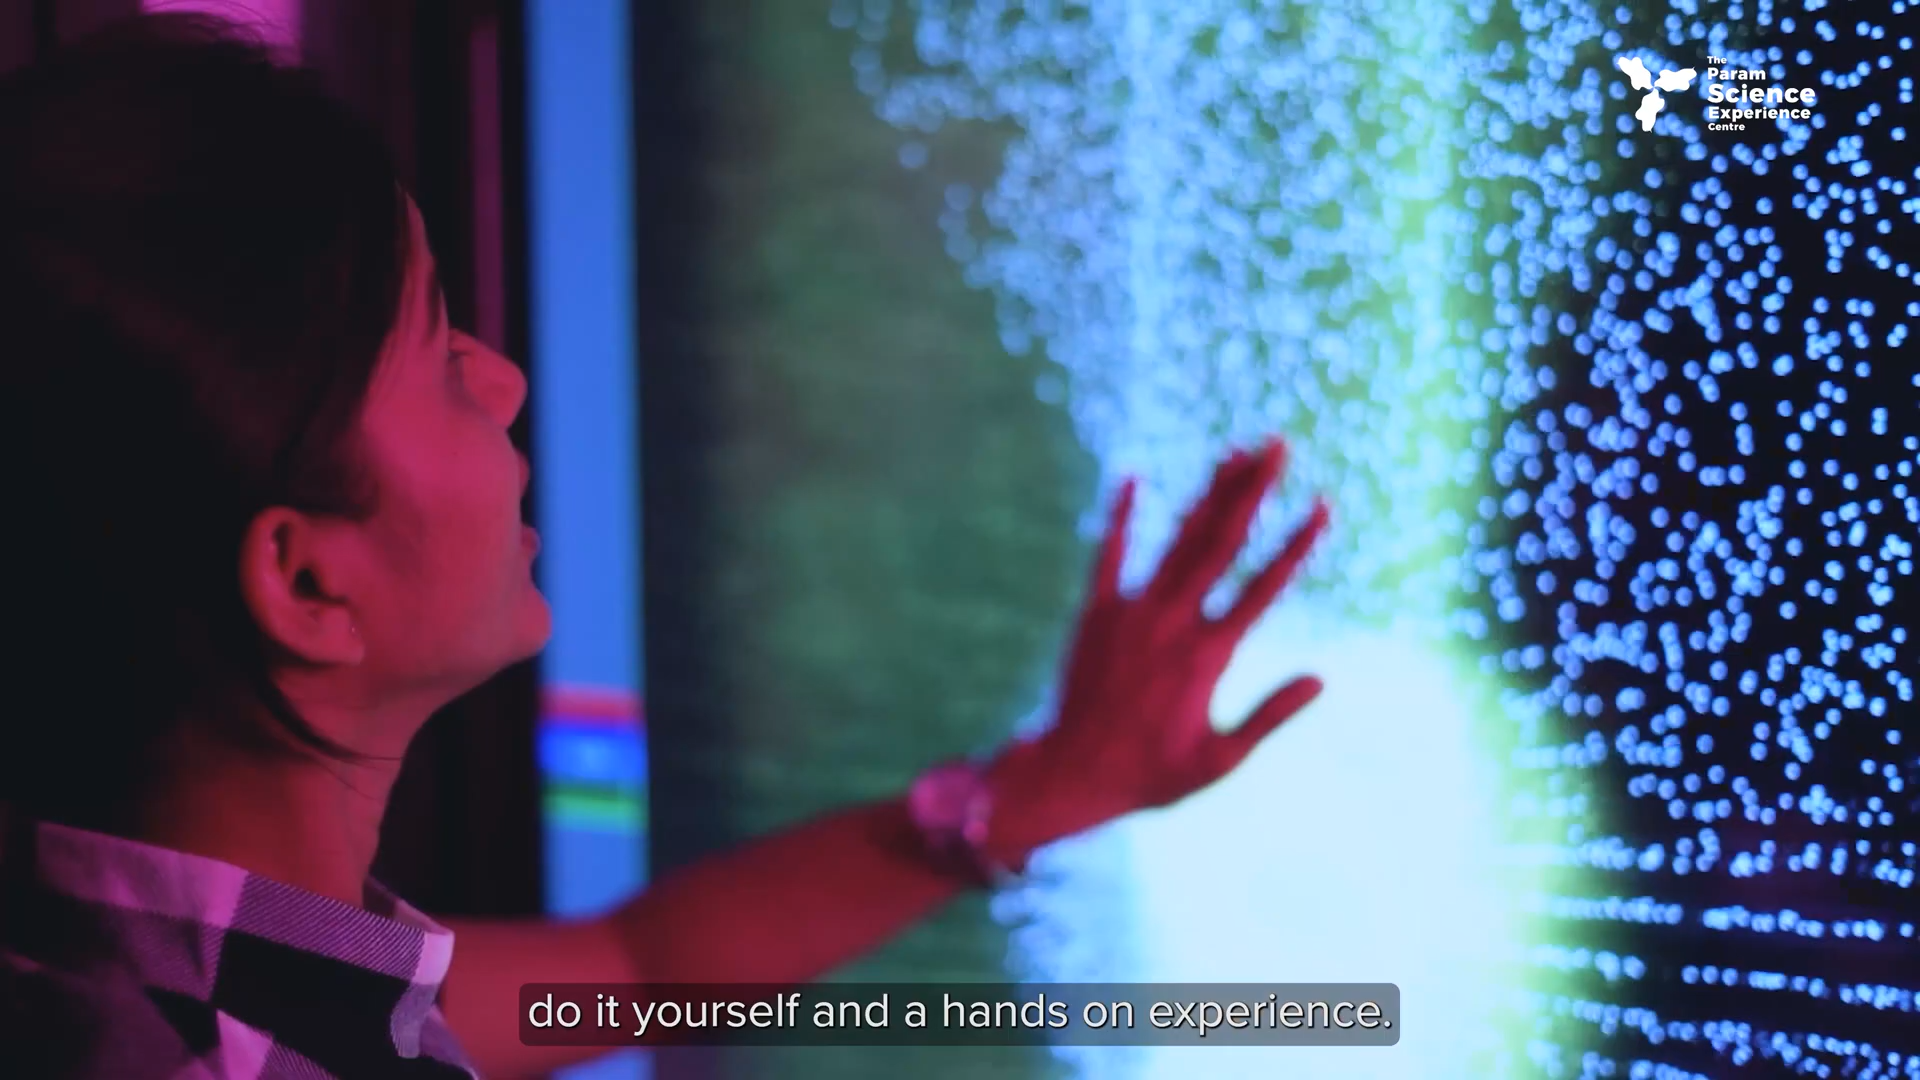 The
Param
Science
Experience
Centre
do it yourself and a hands on experience.